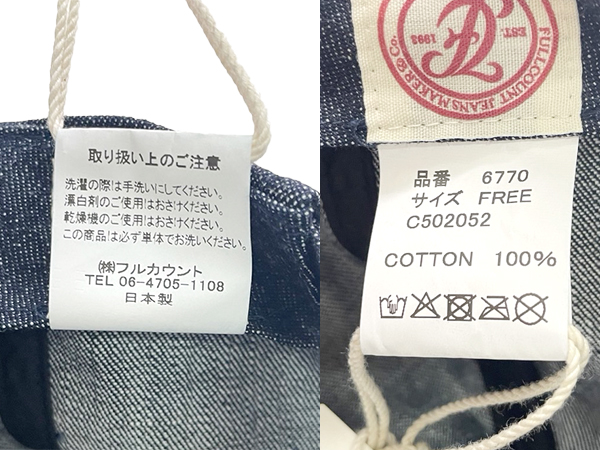 取り扱い上のご注意
洗濯の際は手洗いにしてください。
漂白剤のご使用はおさけください。
乾燥機のご使用はおさけください。
この商品は必ず単体でお洗いください。
㈱フルカウント
TEL 06-4705-1108
日本製
EST. 1993
FULLCOUNT JEANS MAKER & Co.
品番 6770
サイズ FREE
C502052
COTTON 100%